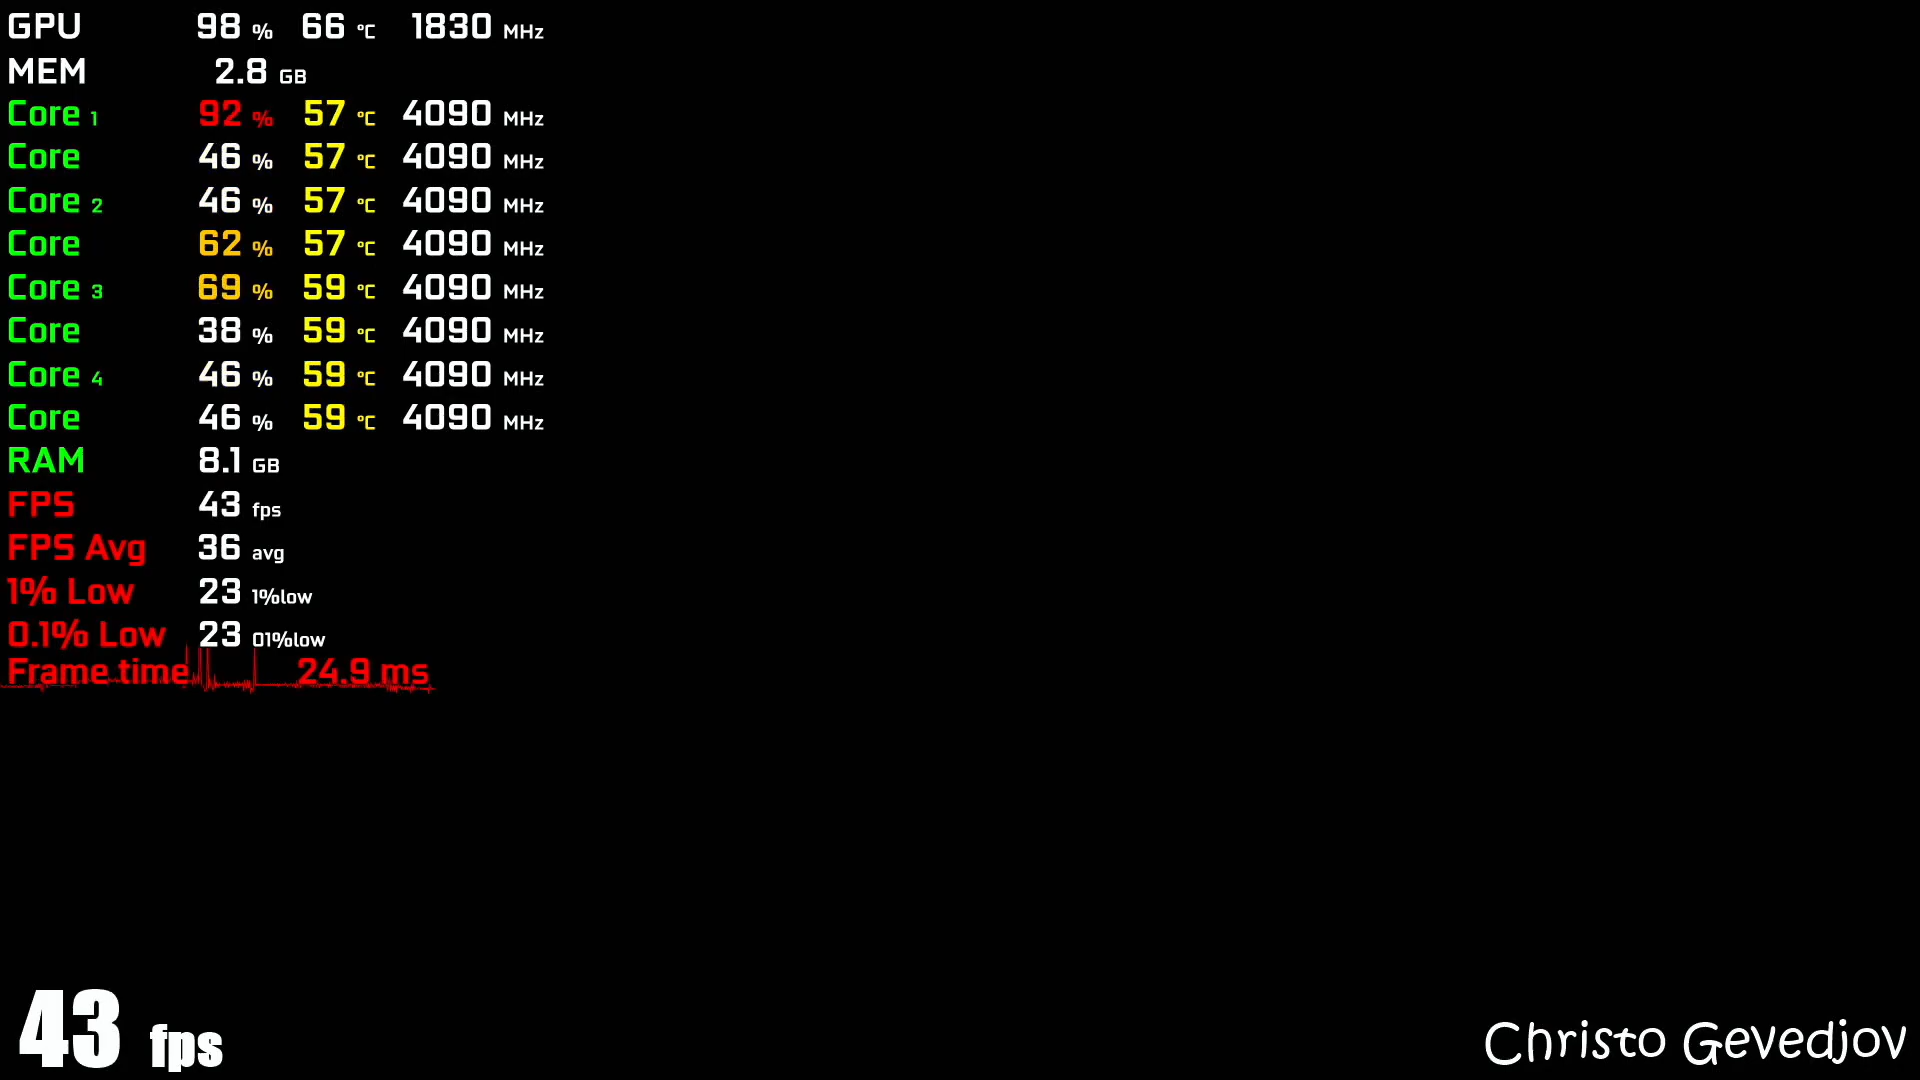 GPU 98 % 66 °C 1830 MHz
MEM 2.8 GB
Core 1 92 % 57 °C 4090 MHz
Core 46 % 57 °C 4090 MHz
Core 2 46 % 57 °C 4090 MHz
Core 62 % 57 °C 4090 MHz
Core 3 69 % 59 °C 4090 MHz
Core 38 % 59 °C 4090 MHz
Core 4 46 % 59 °C 4090 MHz
Core 46 % 59 °C 4090 MHz
RAM 8.1 GB
FPS 43 fps
FPS Avg 36 avg
1% Low 23 1%low
0.1% Low 23 01%low
Frame time 24.9 ms
43 fps
Christo Gevedjov